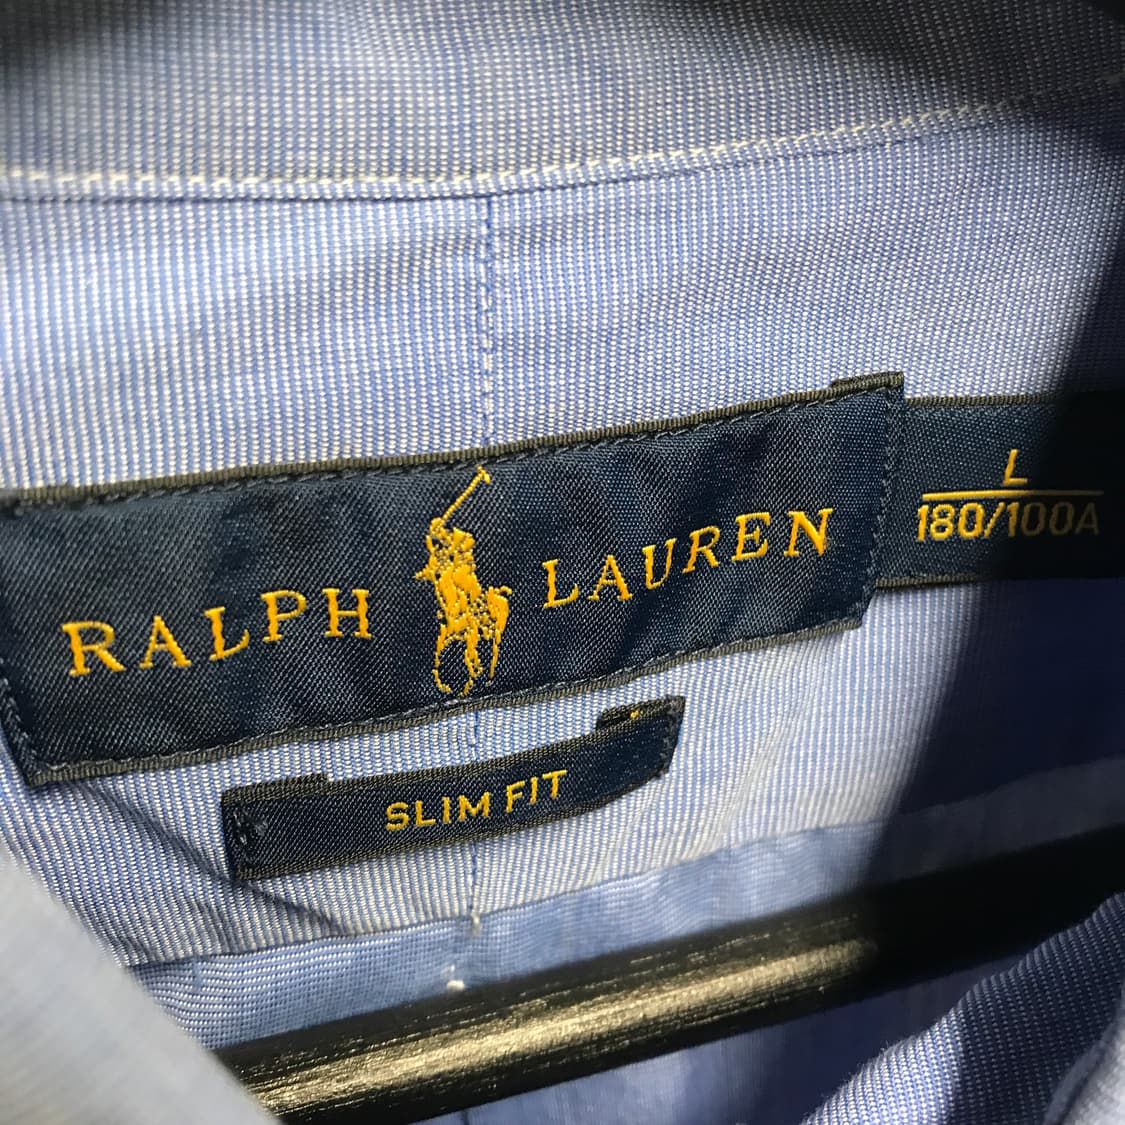 RALPH LAUREN
L
180/100A
SLIM FIT